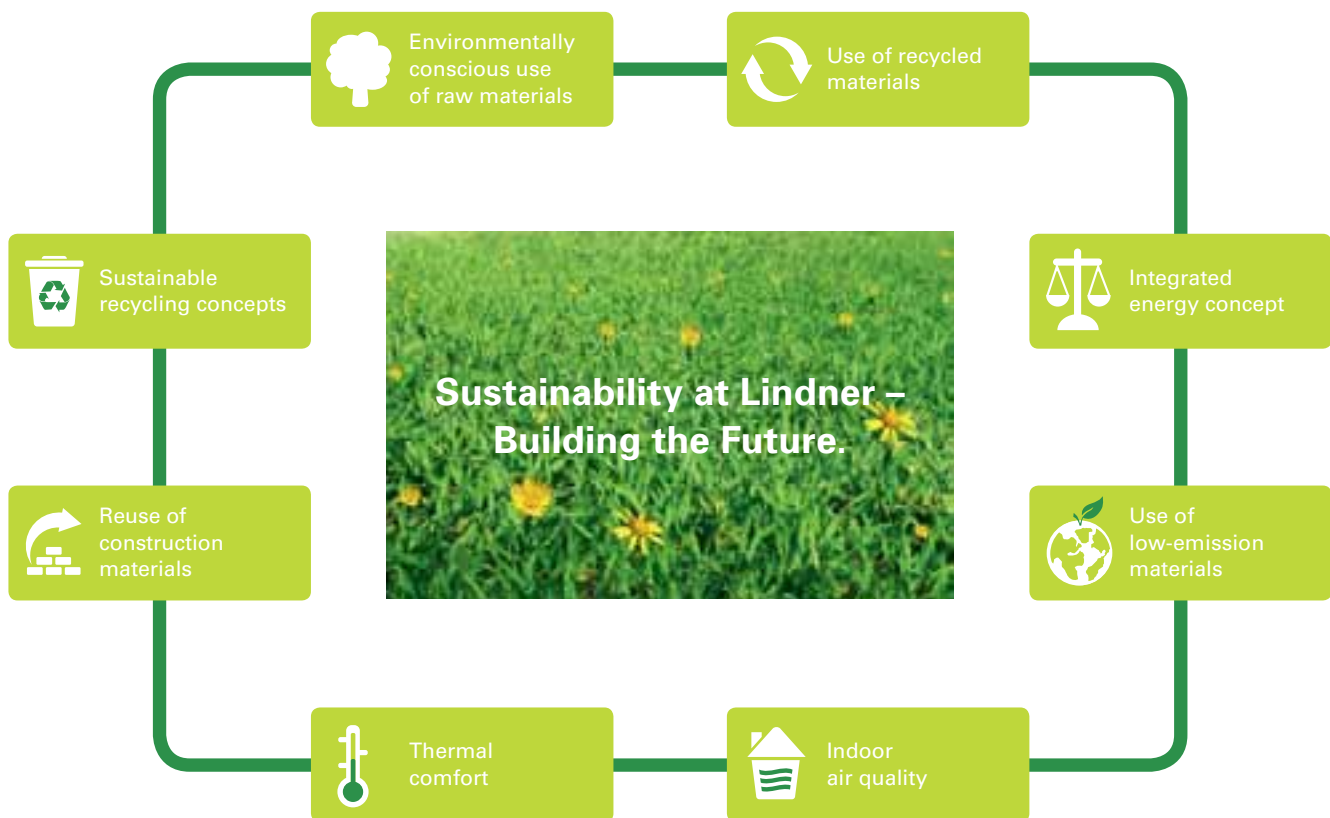 Environmentally
conscious use
of raw materials
Use of recycled
materials
Sustainable
recycling concepts
Integrated
energy concept
Sustainability at Lindner –
Building the Future.
Reuse of
construction
materials
Use of
low-emission
materials
Thermal
comfort
Indoor
air quality